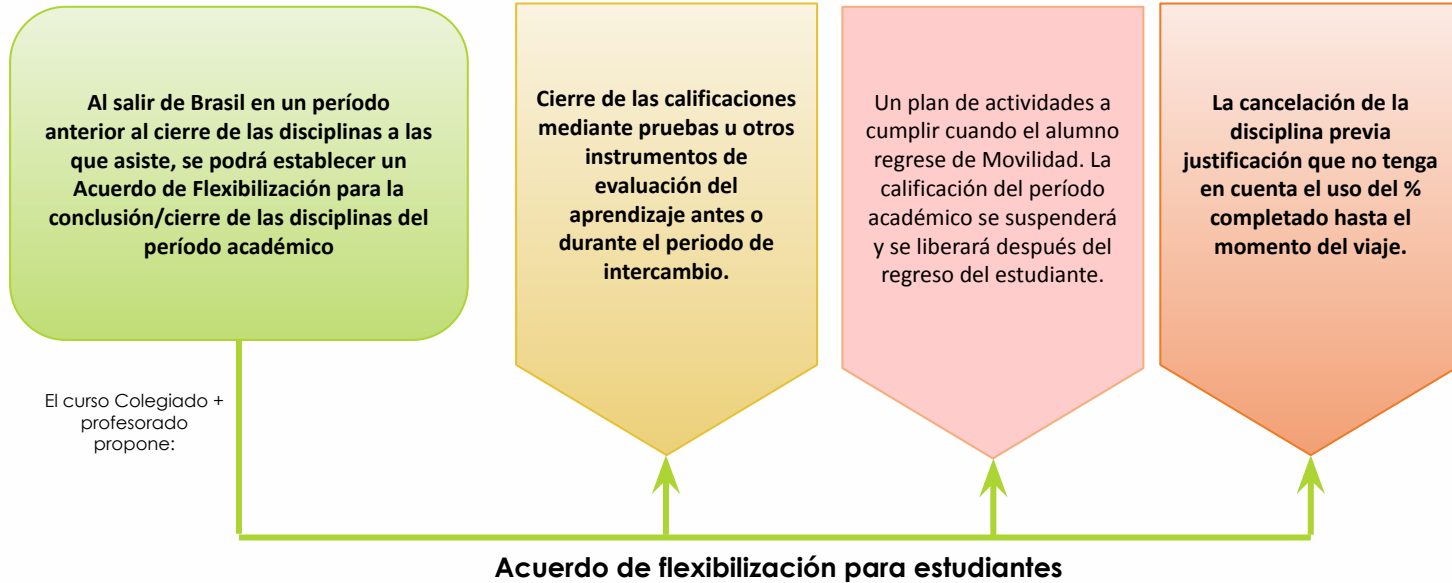 Al salir de Brasil en un período
anterior al cierre de las disciplinas a las
que asiste, se podrá establecer un
Acuerdo de Flexibilización para la
conclusión/cierre de las disciplinas del
período académico
El curso Colegiado +
profesorado
propone:
Cierre de las calificaciones
mediante pruebas u otros
instrumentos de
evaluación del
aprendizaje antes o
durante el periodo de
intercambio.
Un plan de actividades a
cumplir cuando el alumno
regrese de Movilidad. La
calificación del período
académico se suspenderá
y se liberará después del
regreso del estudiante.
La cancelación de la
disciplina previa
justificación que no tenga
en cuenta el uso del %
completado hasta el
momento del viaje.
Acuerdo de flexibilización para estudiantes